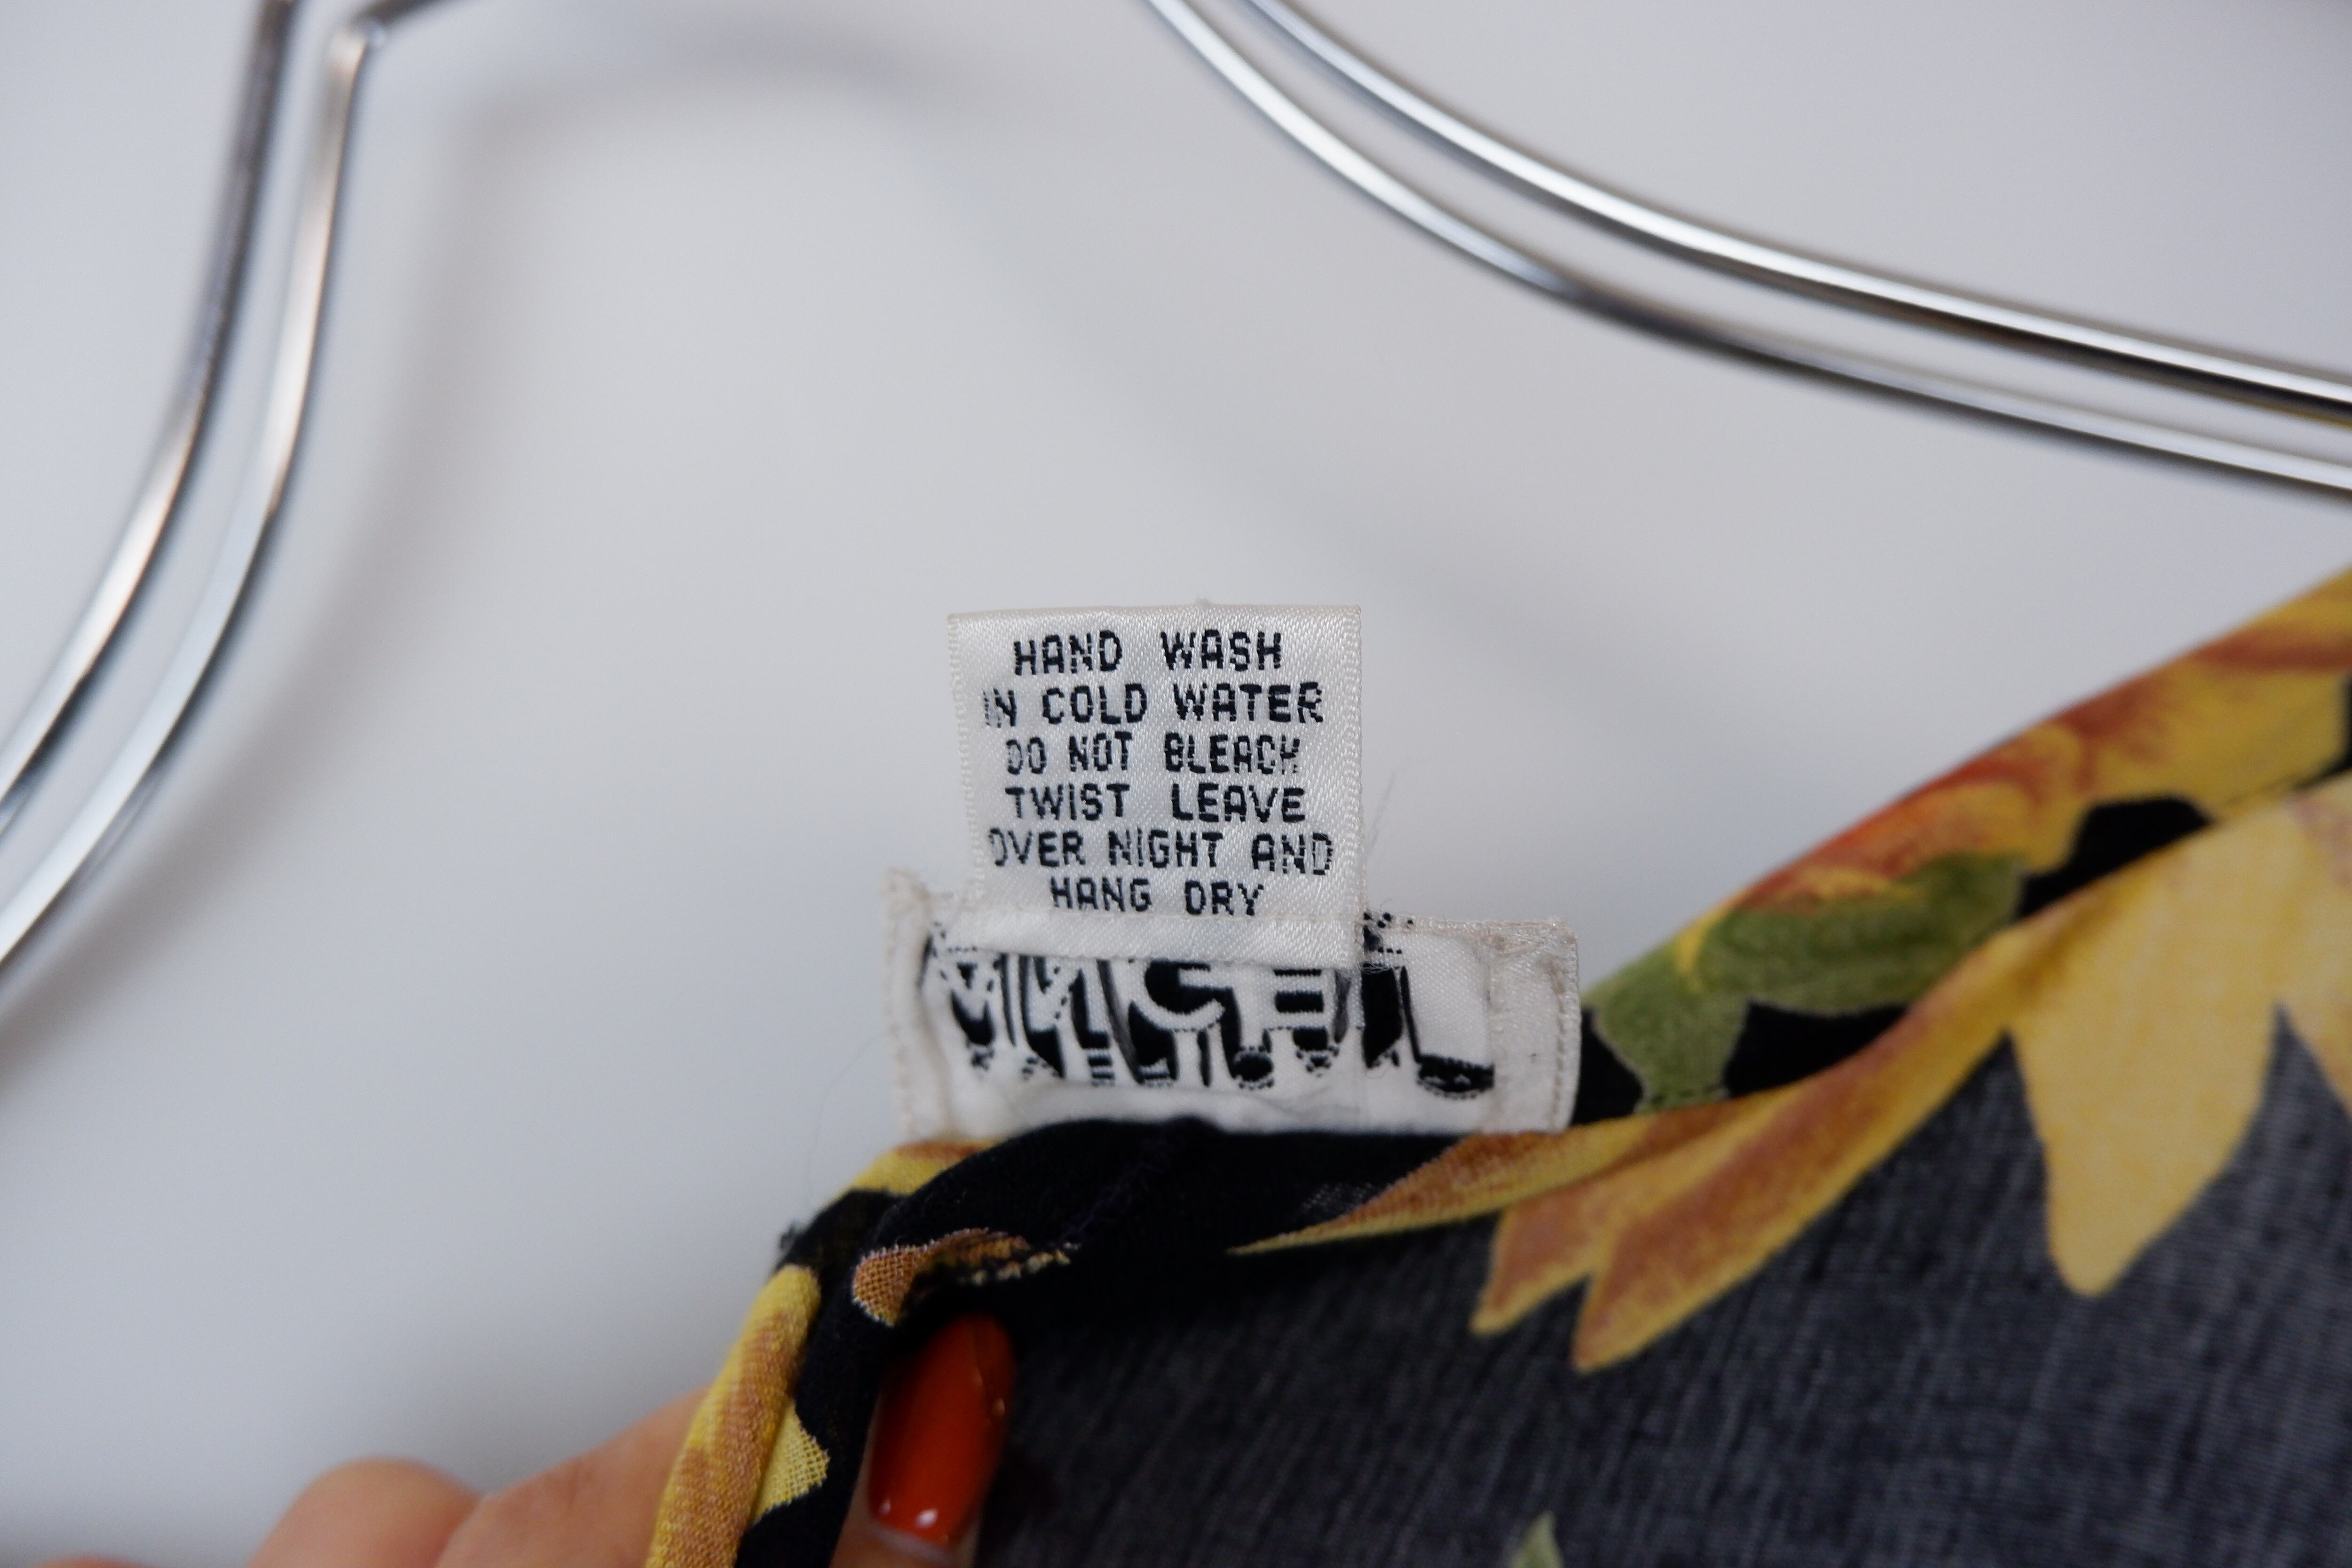 HAND WASH
IN COLD WATER
DO NOT BLEACH
TWIST LEAVE
OVER NIGHT AND
HANG DRY